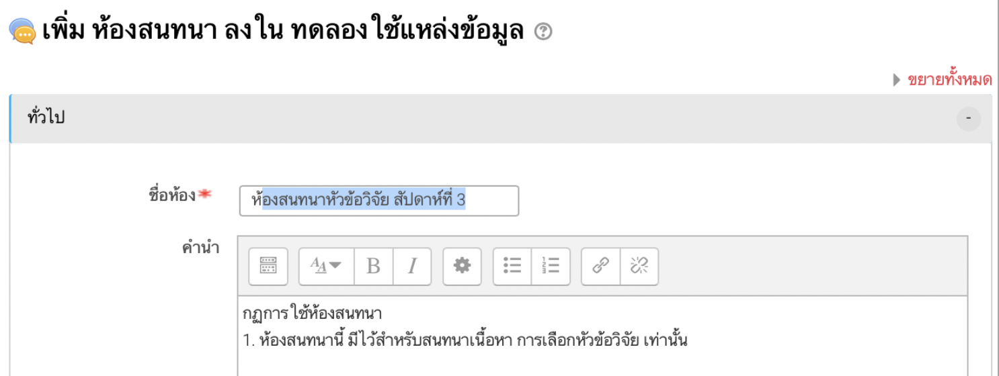 เพิ่ม ห้องสนทนา ลงใน ทดลองใช้แหล่งข้อมูล
ขยายทั้งหมด
ทั่วไป
-
ชื่อห้อง*
ห้องสนทนาหัวข้อวิจัย สัปดาห์ที่ 3
คำนำ
B I
กฏการใช้ห้องสนทนา
1. ห้องสนทนานี้ มีไว้สำหรับสนทนาเนื้อหา การเลือกหัวข้อวิจัย เท่านั้น